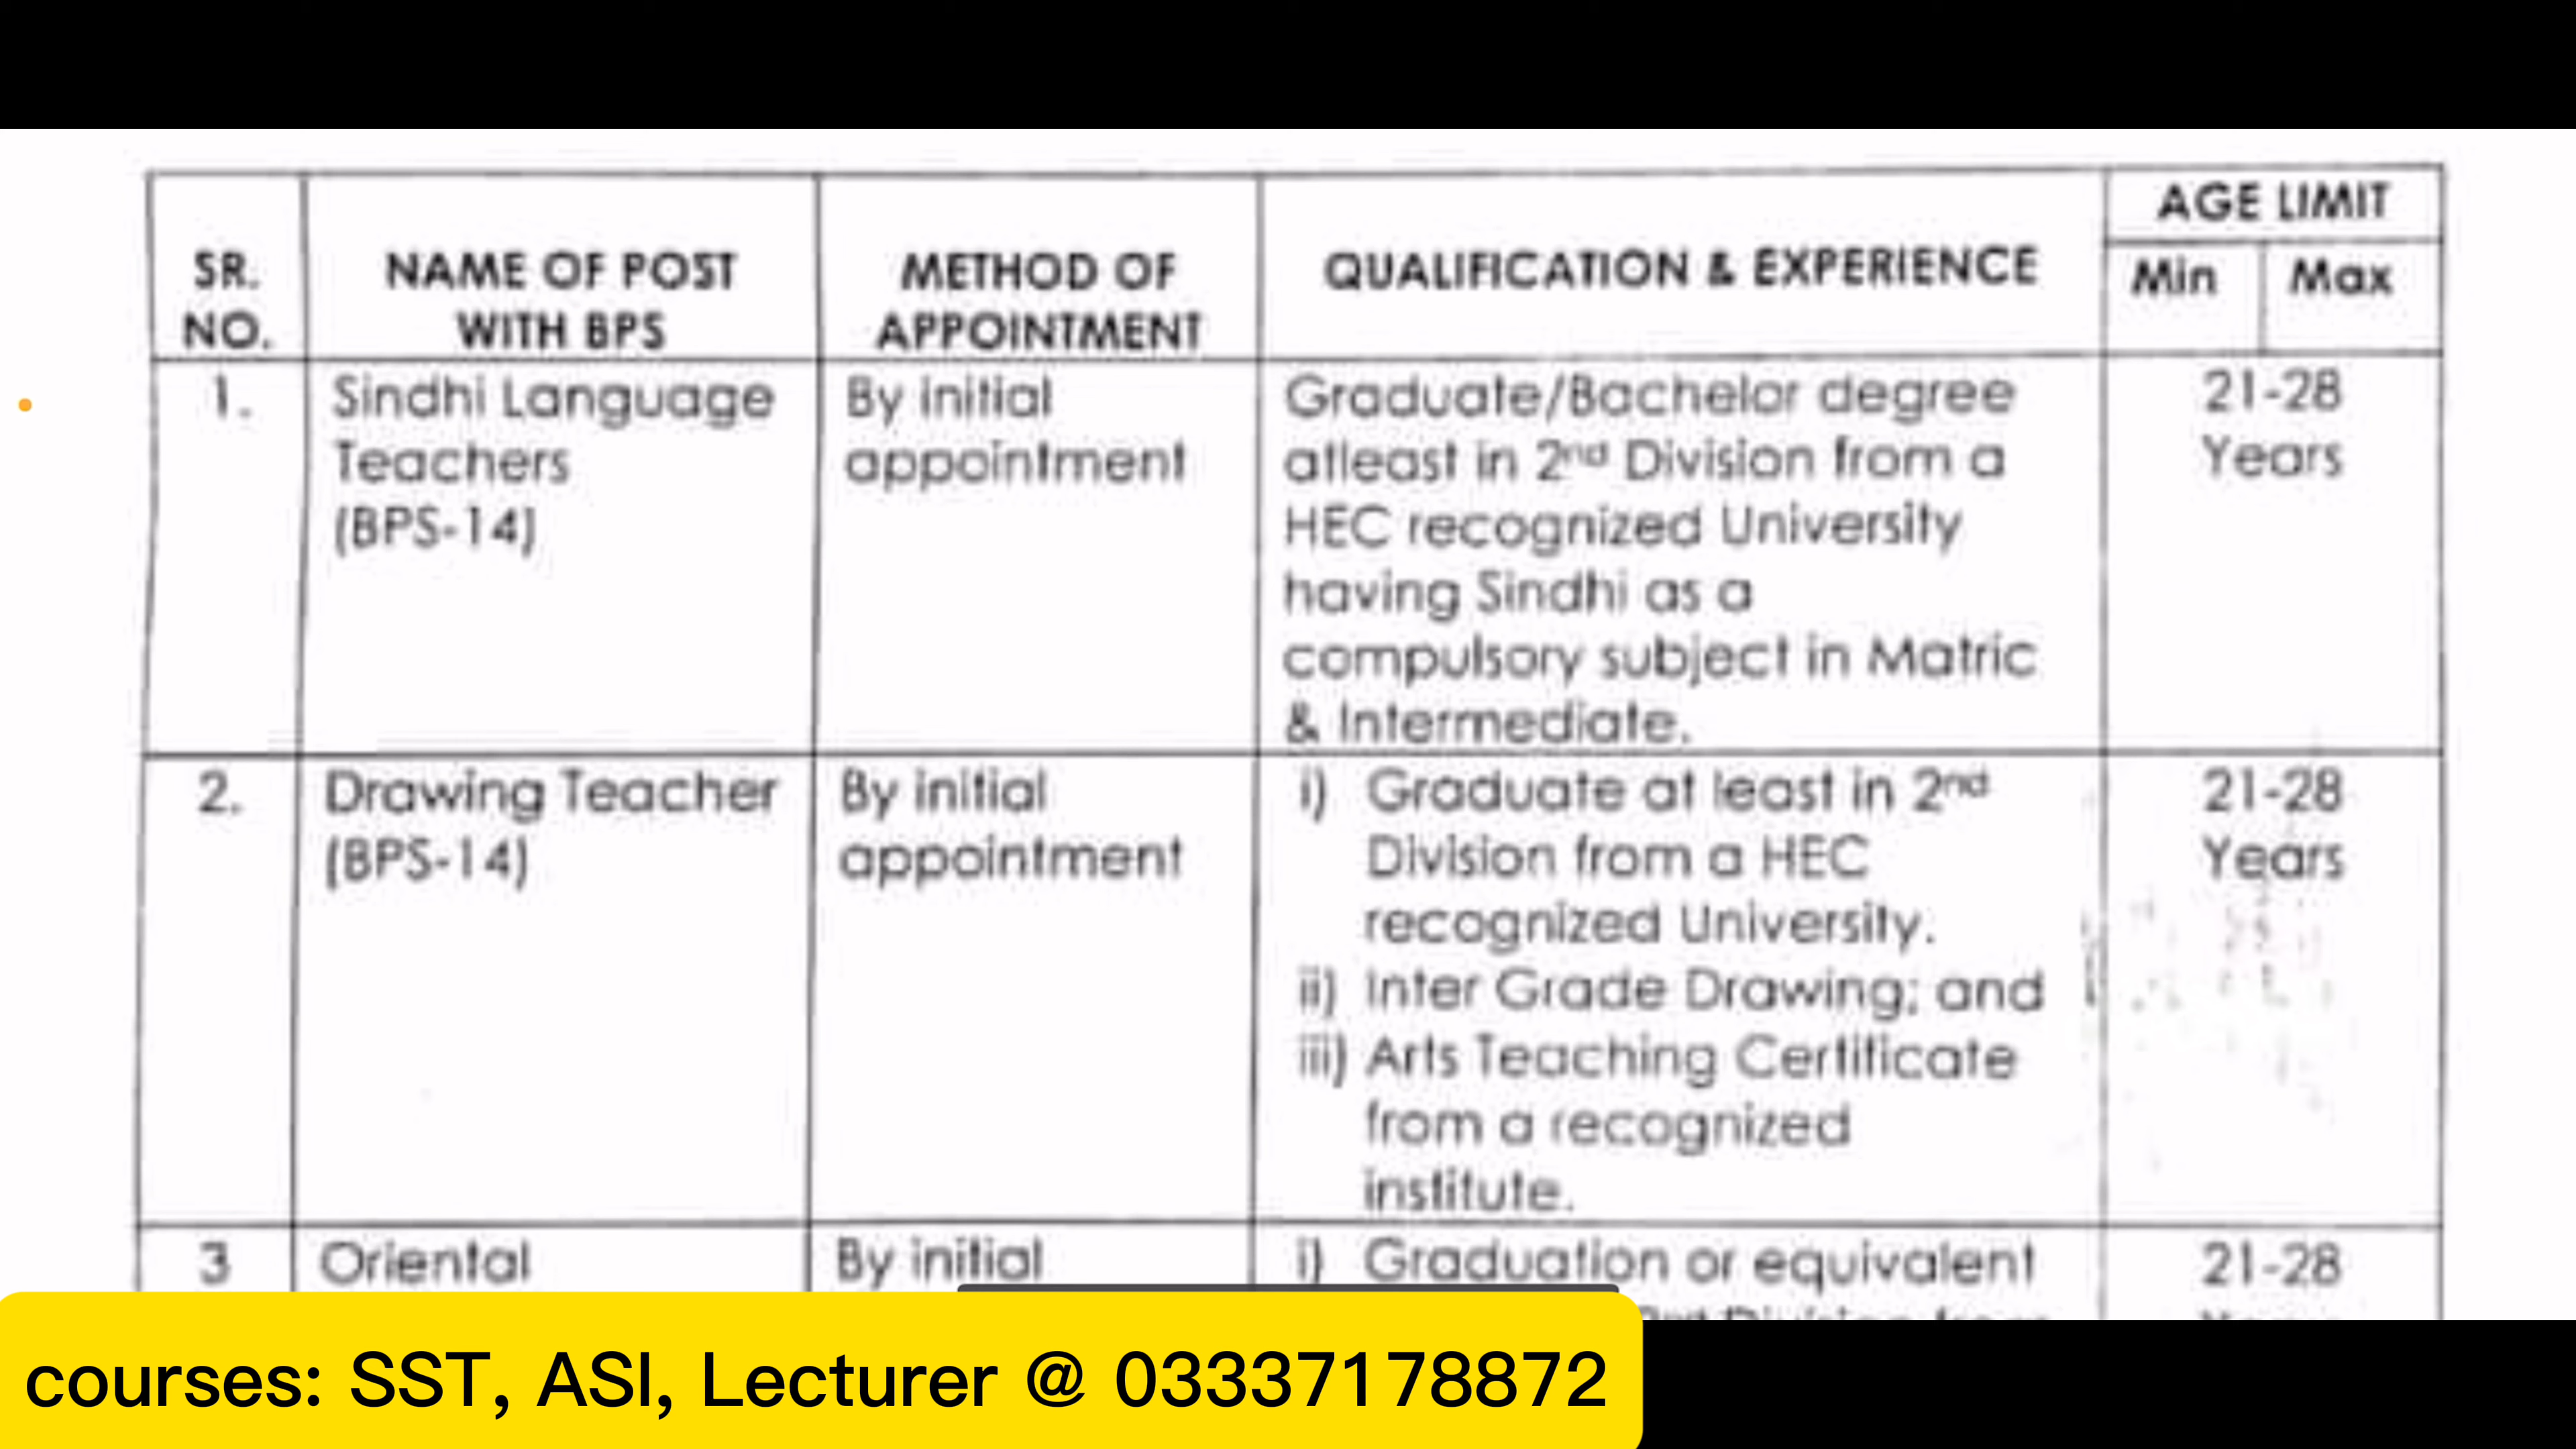 SR. NO.
NAME OF POST WITH BPS
METHOD OF APPOINTMENT
QUALIFICATION & EXPERIENCE
AGE LIMIT
Min
Max
1.
Sindhi Language
Teachers
(BPS-14)
By initial
appointment
Graduate/Bachelor degree
atleast in 2nd Division from a
HEC recognized University
having Sindhi as a
compulsory subject in Matric
& Intermediate.
21-28
Years
2.
Drawing Teacher
(BPS-14)
By initial
appointment
i) Graduate at least in 2nd
Division from a HEC
recognized University.
ii) Inter Grade Drawing; and
iii) Arts Teaching Certificate
from a recognized
institute.
21-28
Years
3
Oriental
By initial
i) Graduation or equivalent
21-28
courses: SST, ASI, Lecturer @ 03337178872